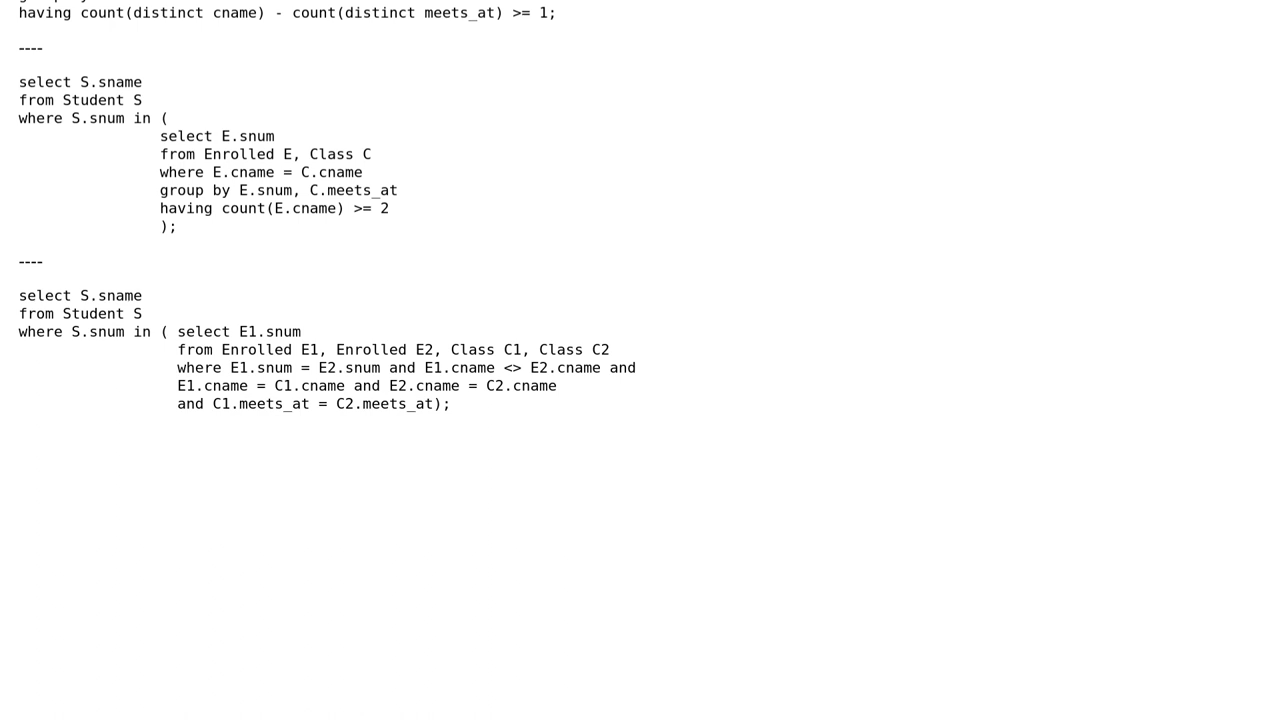 having count(distinct cname) - count(distinct meets_at) >= 1;
----
select S.sname
from Student S
where S.snum in (
select E.snum
from Enrolled E, Class C
where E.cname = C.cname
group by E.snum, C.meets_at
having count(E.cname) >= 2
);
----
select S.sname
from Student S
where S.snum in ( select E1.snum
from Enrolled E1, Enrolled E2, Class C1, Class C2
where E1.snum = E2.snum and E1.cname <> E2.cname and
E1.cname = C1.cname and E2.cname = C2.cname
and C1.meets_at = C2.meets_at);